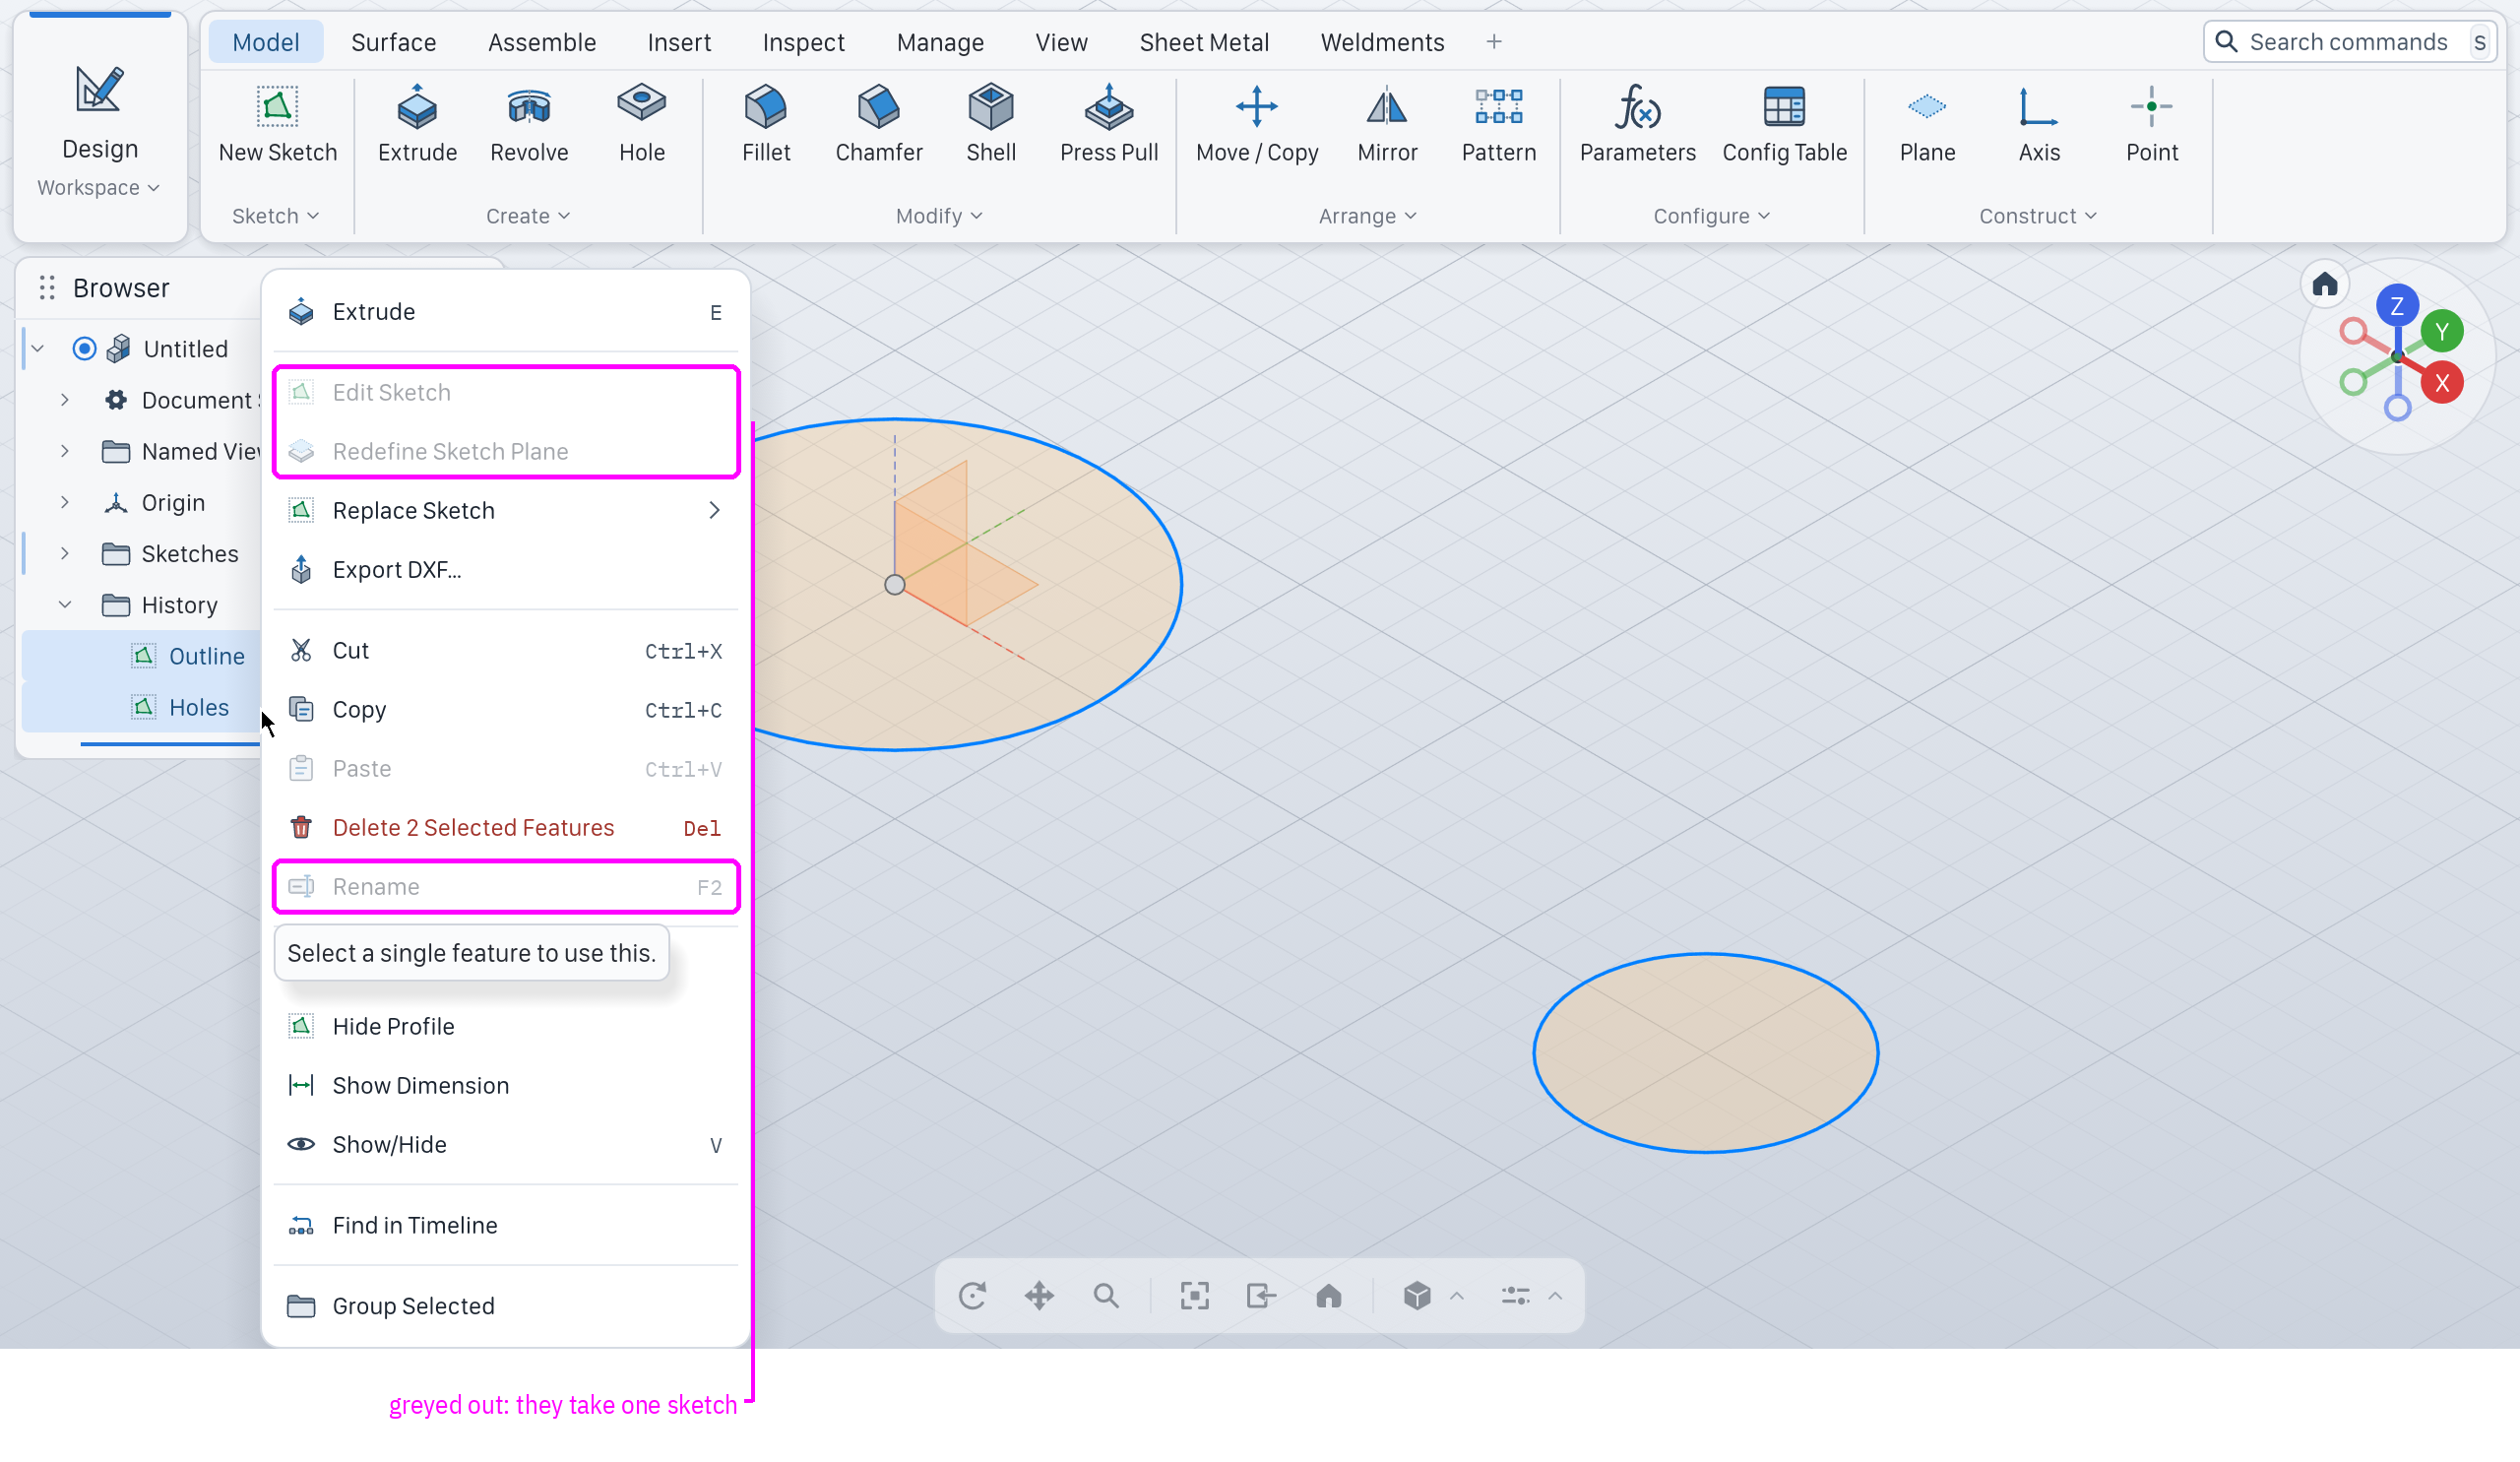 Model Surface Assemble Insert Inspect Manage View Sheet Metal Weldments + Search commands S
Design
Workspace
New Sketch Extrude Revolve Hole Fillet Chamfer Shell Press Pull Move / Copy Mirror Pattern Parameters Config Table Plane Axis Point
Sketch Create Modify Arrange Configure Construct
Browser
Untitled
Document
Named Vie
Origin
Sketches
History
Outline
Holes
Extrude E
Edit Sketch
Redefine Sketch Plane
Replace Sketch
Export DXF...
Cut Ctrl+X
Copy Ctrl+C
Paste Ctrl+V
Delete 2 Selected Features Del
Rename F2
Select a single feature to use this.
Hide Profile
Show Dimension
Show/Hide V
Find in Timeline
Group Selected
Z
Y
X
greyed out: they take one sketch